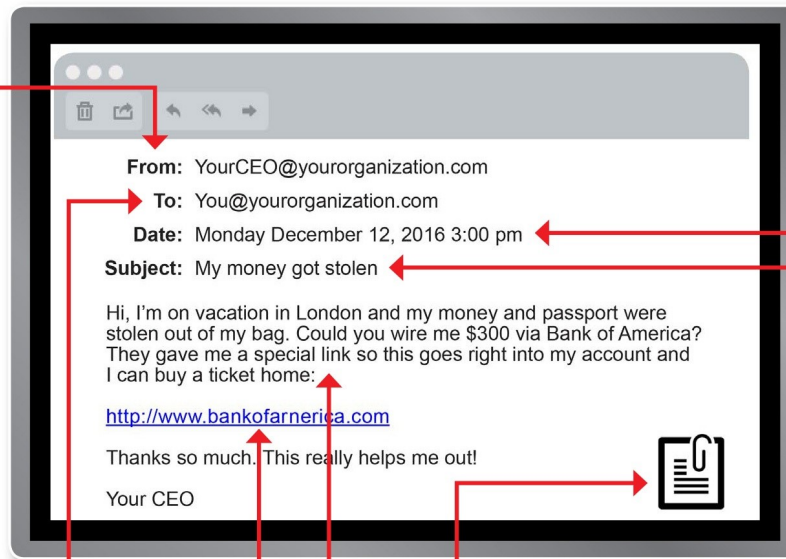 From: YourCEO@yourorganization.com
To: You@yourorganization.com
Date: Monday December 12, 2016 3:00 pm
Subject: My money got stolen
Hi, I'm on vacation in London and my money and passport were
stolen out of my bag. Could you wire me $300 via Bank of America?
They gave me a special link so this goes right into my account and
I can buy a ticket home:
http://www.bankofarnerica.com
Thanks so much. This really helps me out!
Your CEO